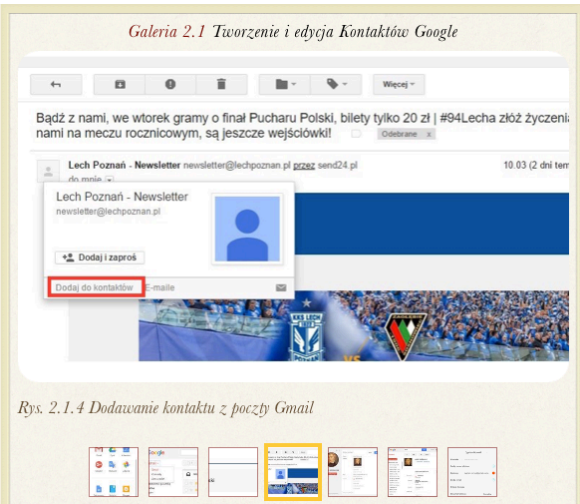 Galeria 2.1 Tworzenie i edycja Kontaktów Google
Więcej
Bądź z nami, we wtorek gramy o finał Pucharu Polski, bilety tylko 20 zł | #94Lecha złóż życzenia
nami na meczu rocznicowym, są jeszcze wejściówki! Odebrane x
Lech Poznań - Newsletter newsletter@lechpoznan.pl przez send24.pl 10.03 (2 dni tem
do mnie
Lech Poznań - Newsletter
newsletter@lechpoznan.pl
Dodaj i zaproś
Dodaj do kontaktów E-maile
KKS LECH
POZNAŃ
VS
Rys. 2.1.4 Dodawanie kontaktu z poczty Gmail